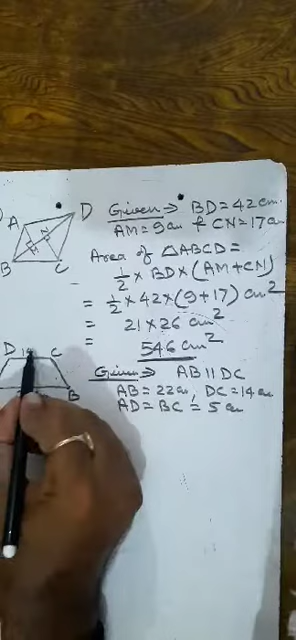 A D Given → BD = 42 cm
AM = 9 cm & CN = 17 cm
N
M
B C
Area of △ABCD =
1/2 × BD × (AM + CN)
= 1/2 × 42 × (9 + 17) cm²
= 21 × 26 cm²
= 546 cm²
D C Given → AB || DC
AB = 22 cm, DC = 14 cm
B AD = BC = 5 cm